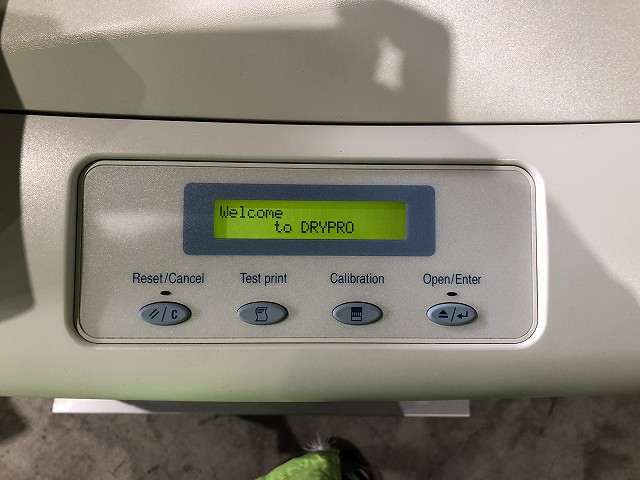 Welcome
to DRYPRO
Reset/Cancel
Test print
Calibration
Open/Enter
//C